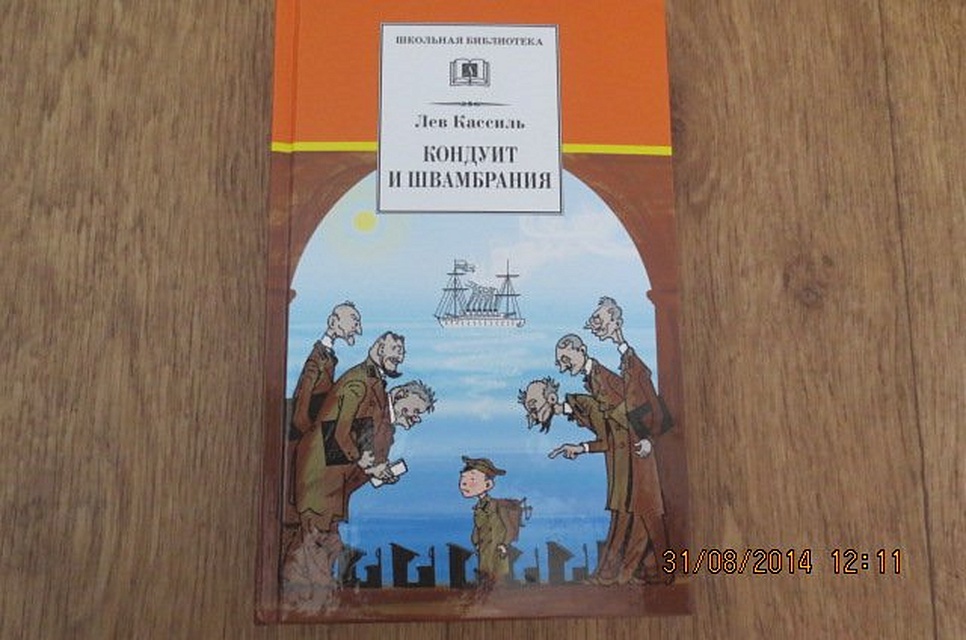 ШКОЛЬНАЯ БИБЛИОТЕКА
Лев Кассиль
КОНДУИТ
И ШВАМБРАНИЯ
31/08/2014 12:11